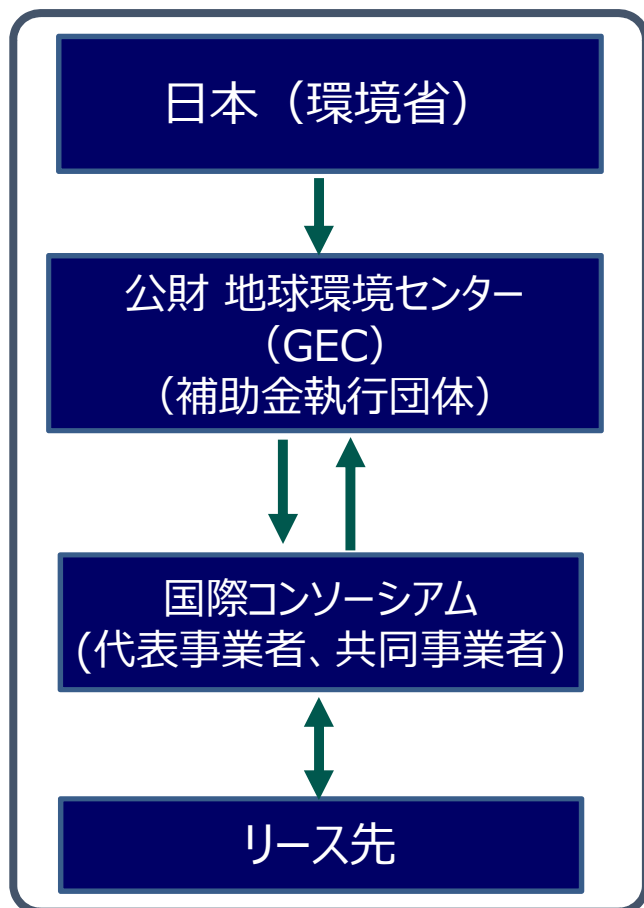 日本（環境省）
公財 地球環境センター
（GEC）
（補助金執行団体）
国際コンソーシアム
(代表事業者、共同事業者)
リース先